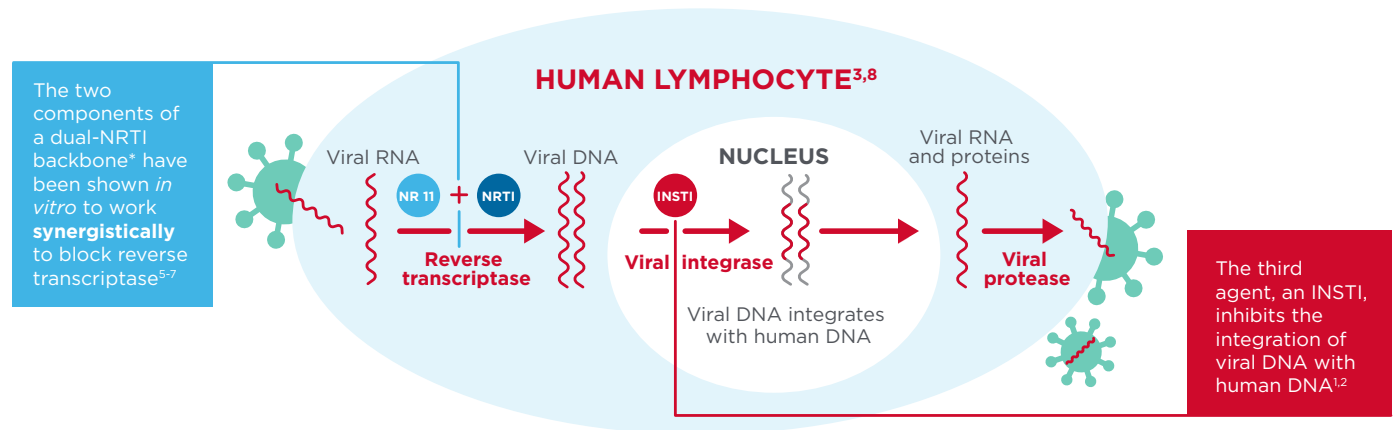 The two
components of
a dual-NRTI
backbone* have
been shown in
vitro to work
synergistically
to block reverse
transcriptase5-7
HUMAN LYMPHOCYTE3,8
Viral RNA
NR 11
+
NRTI
Reverse
transcriptase
Viral DNA
NUCLEUS
INSTI
Viral integrase
Viral DNA integrates
with human DNA
Viral RNA
and proteins
Viral
protease
The third
agent, an INSTI,
inhibits the
integration of
viral DNA with
human DNA1,2